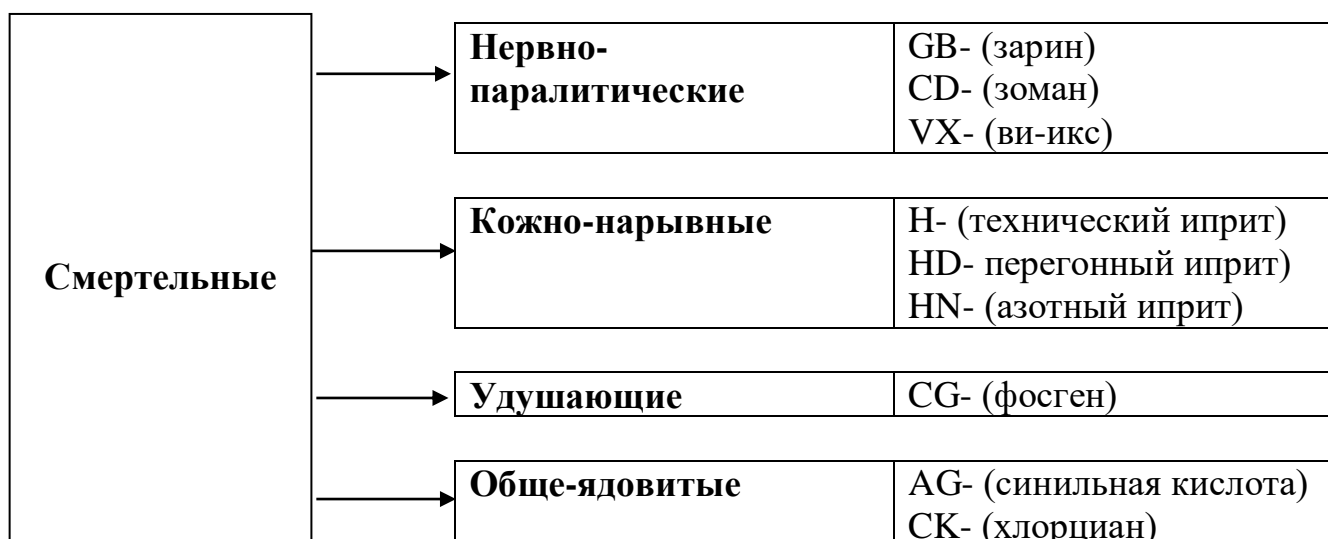 Смертельные
Нервно-
паралитические
GB- (зарин)
CD- (зоман)
VX- (ви-икс)
Кожно-нарывные
H- (технический иприт)
HD- перегонный иприт)
HN- (азотный иприт)
Удушающие
CG- (фосген)
Обще-ядовитые
AG- (синильная кислота)
CK- (хлорциан)